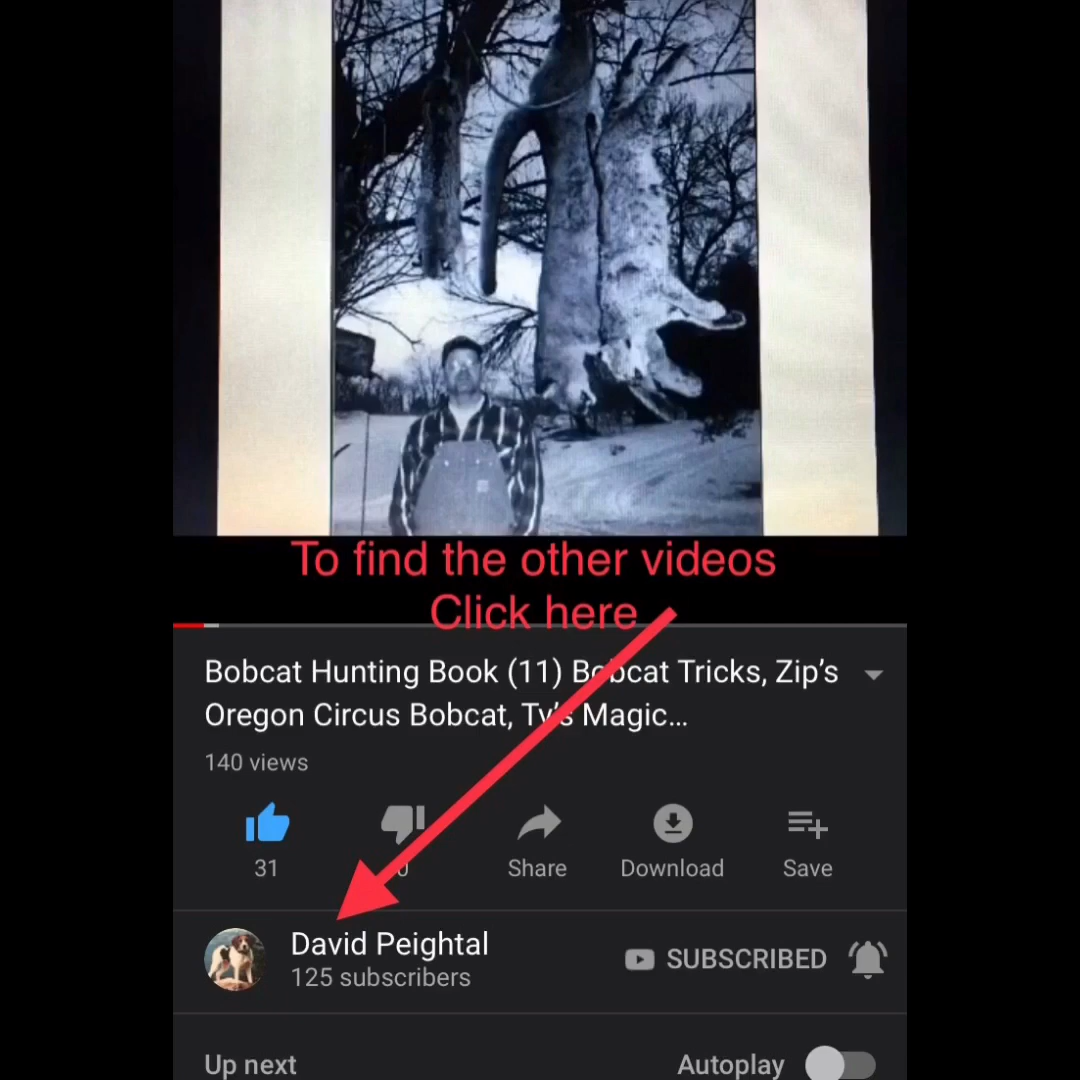 To find the other videos
Click here
Bobcat Hunting Book (11) Bobcat Tricks, Zip’s
Oregon Circus Bobcat, Ty’s Magic...
140 views
31
0
Share
Download
Save
David Peightal
125 subscribers
SUBSCRIBED
Up next
Autoplay